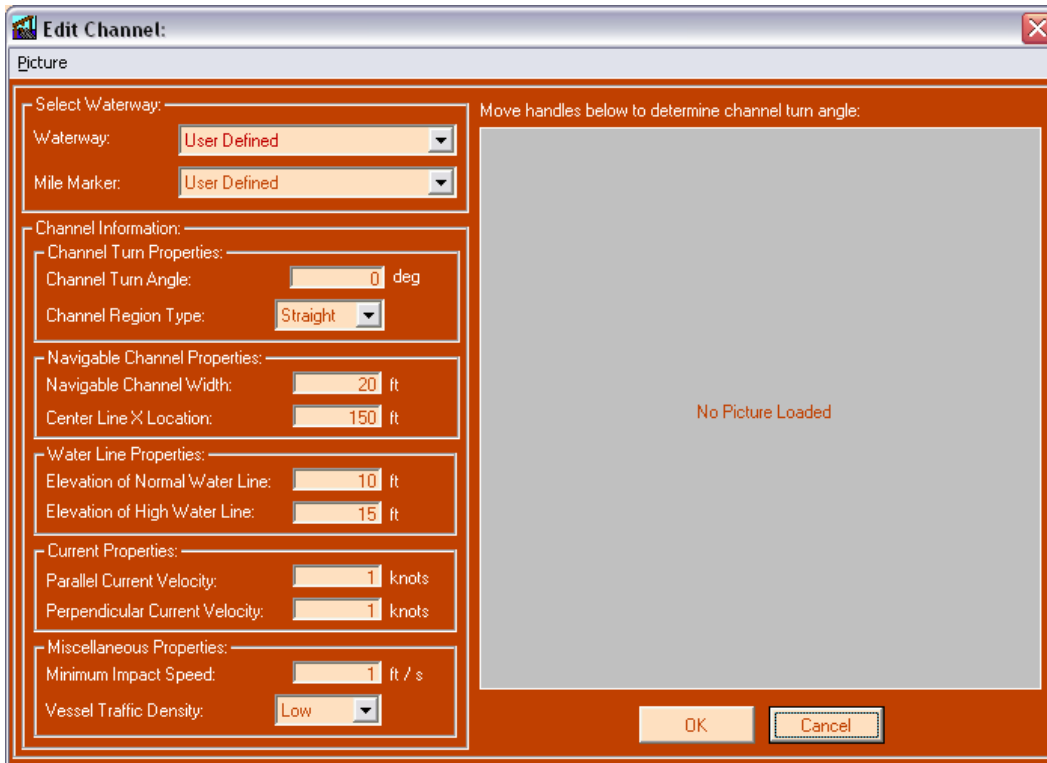 Edit Channel:
Picture
Select Waterway:
Waterway: User Defined
Mile Marker: User Defined
Channel Information:
Channel Turn Properties:
Channel Turn Angle: 0 deg
Channel Region Type: Straight
Navigable Channel Properties:
Navigable Channel Width: 20 ft
Center Line X Location: 150 ft
Water Line Properties:
Elevation of Normal Water Line: 10 ft
Elevation of High Water Line: 15 ft
Current Properties:
Parallel Current Velocity: 1 knots
Perpendicular Current Velocity: 1 knots
Miscellaneous Properties:
Minimum Impact Speed: 1 ft / s
Vessel Traffic Density: Low
Move handles below to determine channel turn angle:
No Picture Loaded
OK Cancel